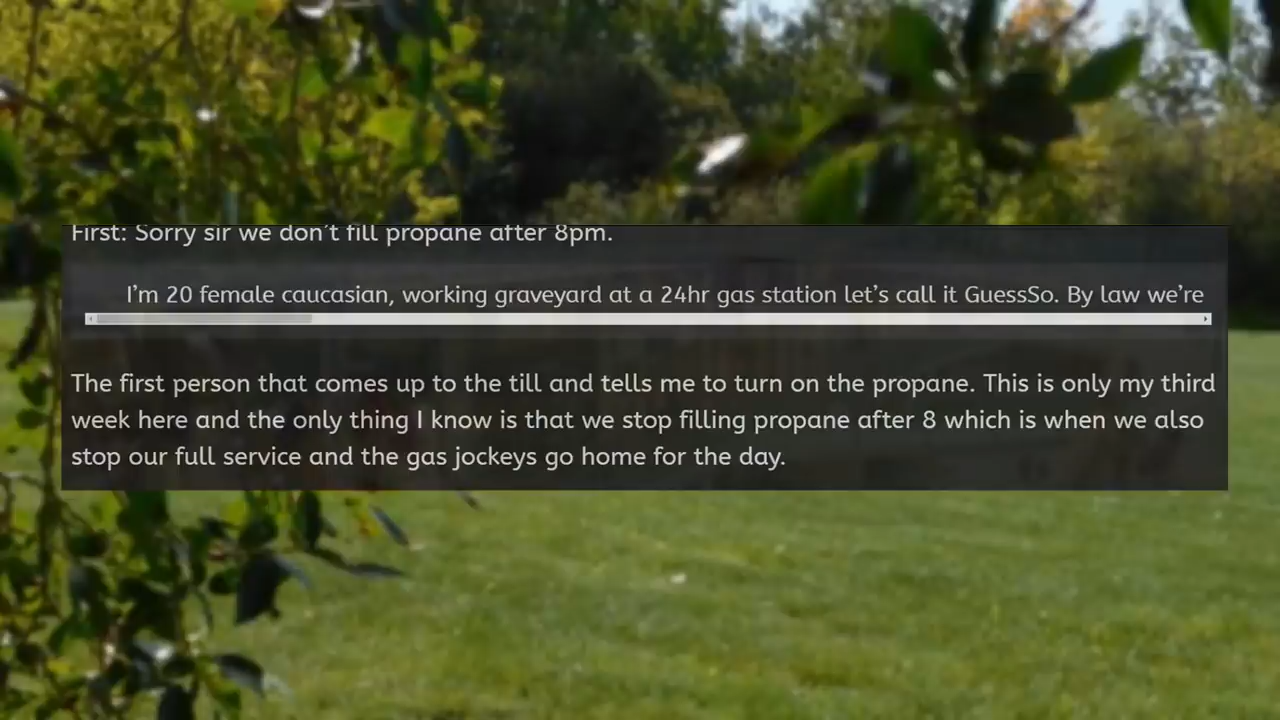 First: Sorry sir we don't fill propane after 8pm.
I'm 20 female caucasian, working graveyard at a 24hr gas station let's call it GuessSo. By law we're
The first person that comes up to the till and tells me to turn on the propane. This is only my third
week here and the only thing I know is that we stop filling propane after 8 which is when we also
stop our full service and the gas jockeys go home for the day.